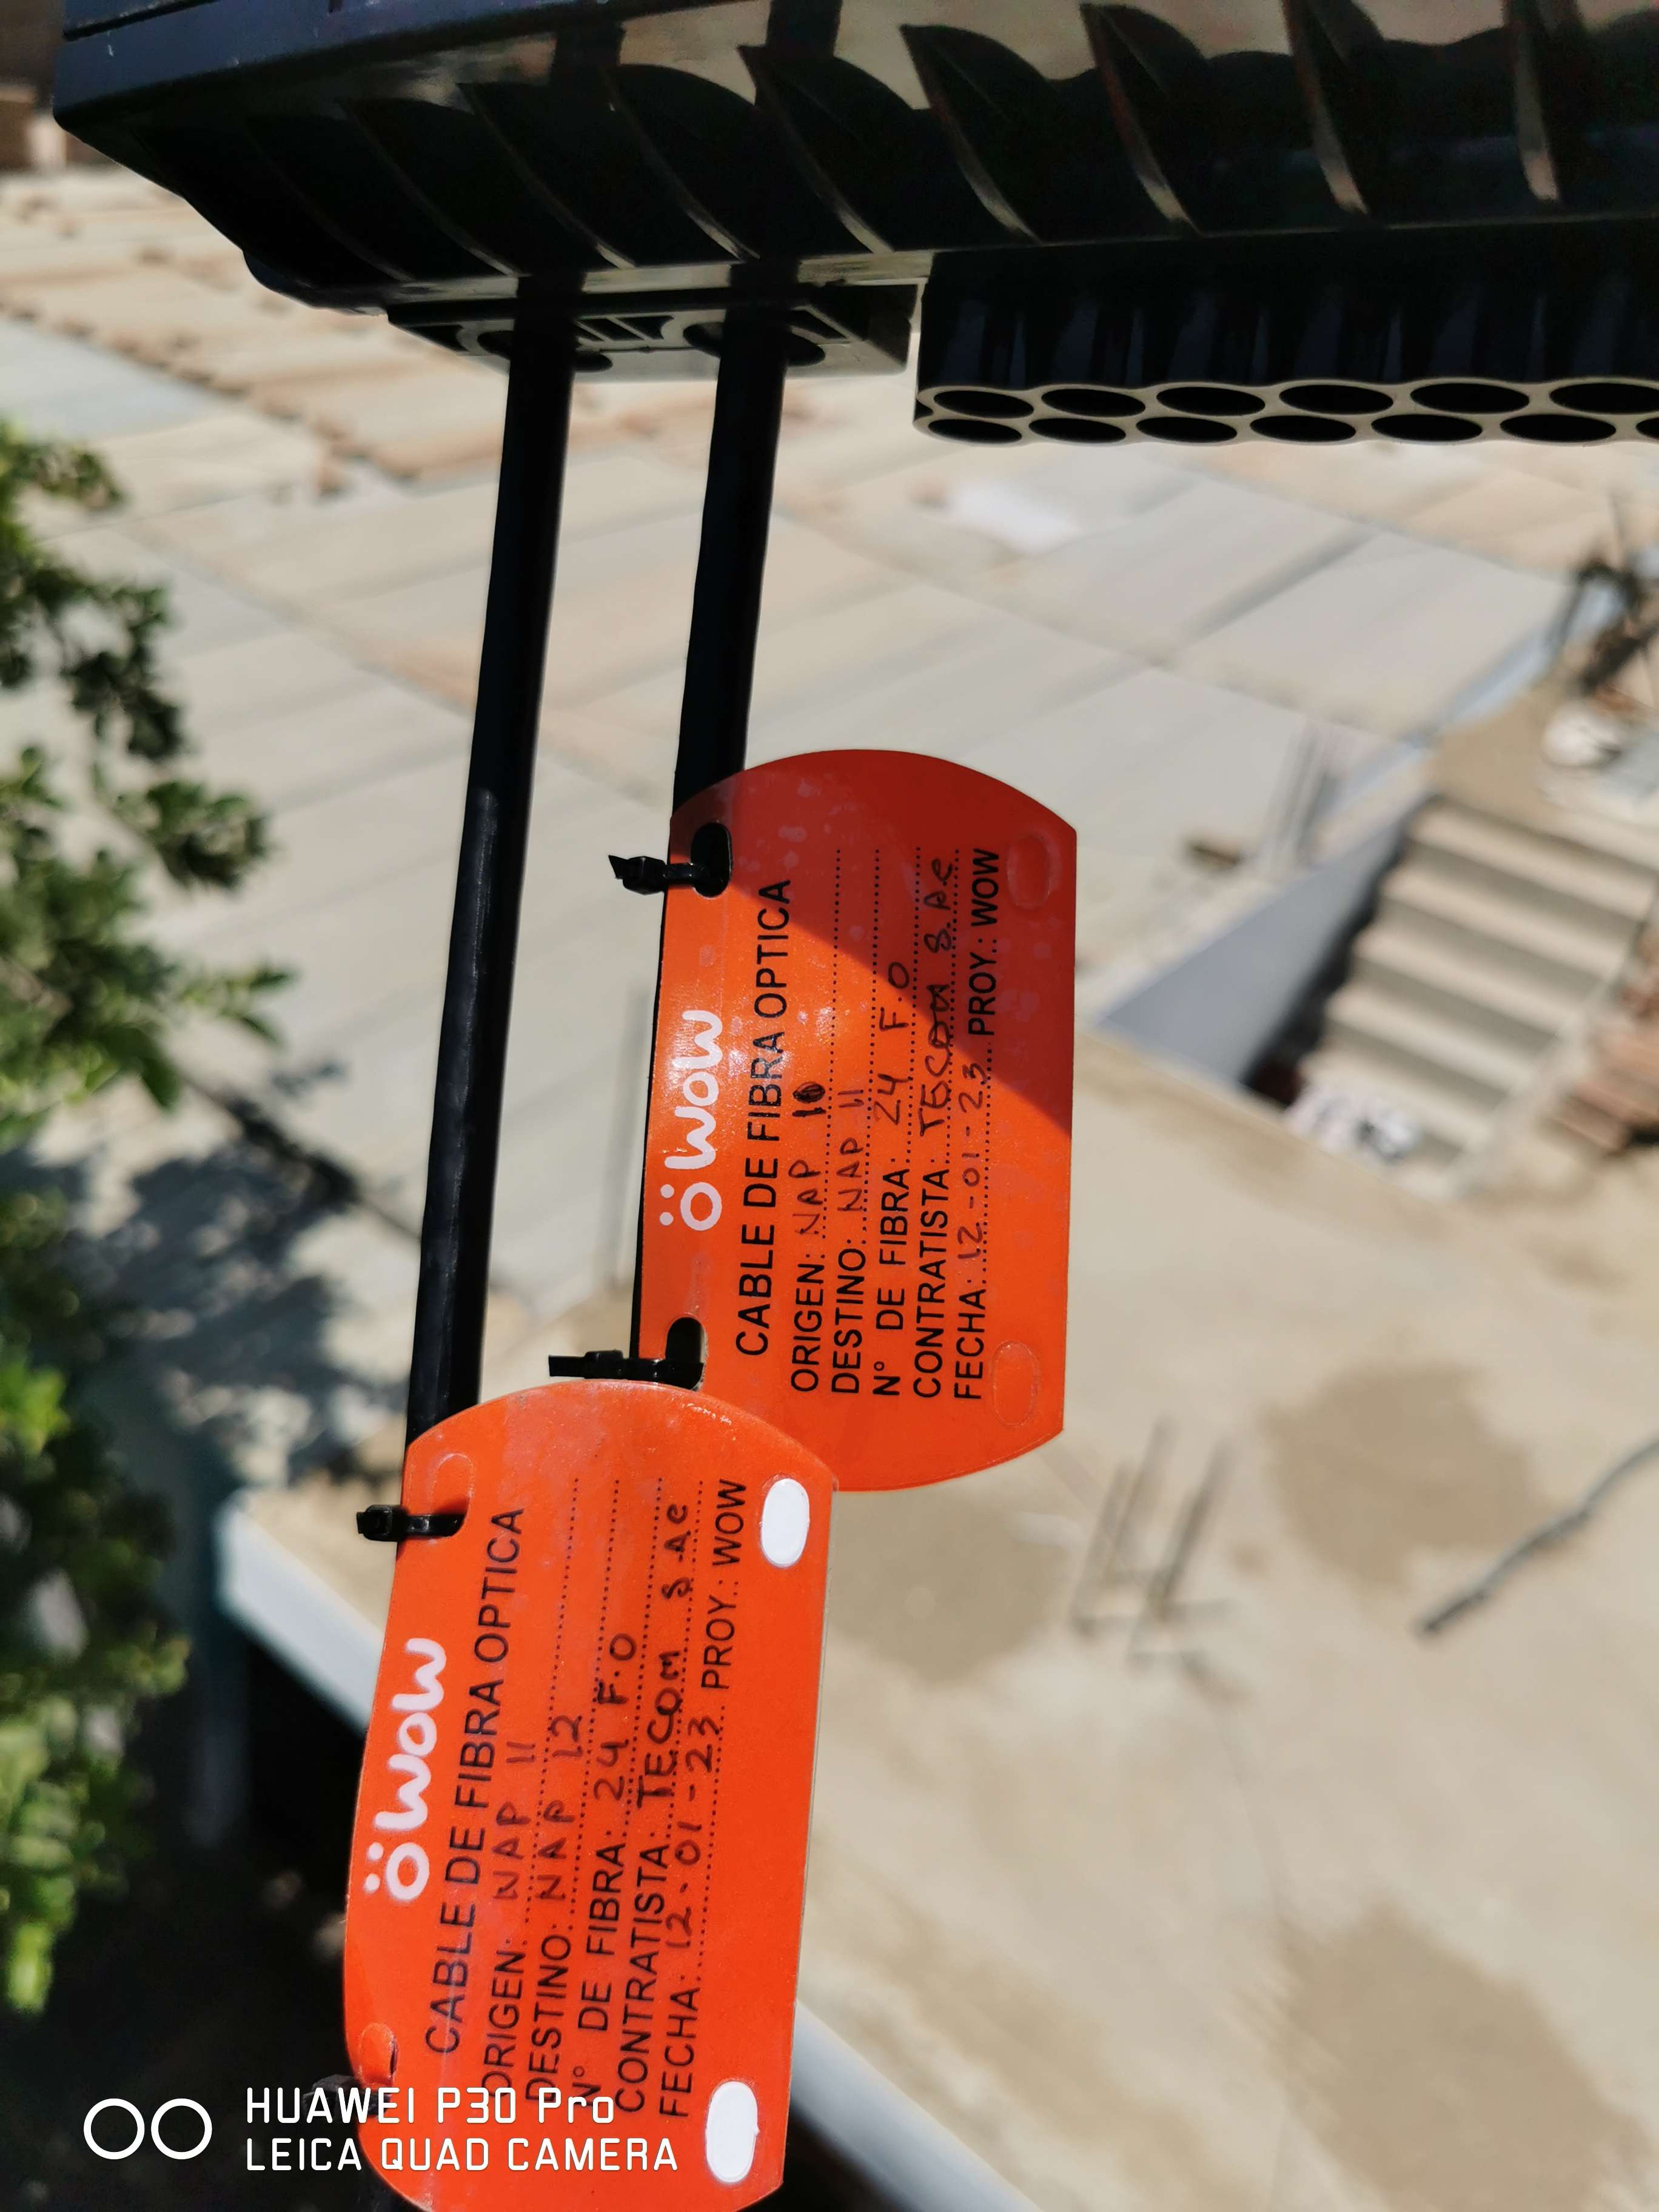 ÖWOW
CABLE DE FIBRA OPTICA
ORIGEN: NAP 10
DESTINO: NAP 11
N° DE FIBRA: 24 F O
CONTRATISTA: TECOM S.Ac
FECHA: 12-01-23 PROY.: WOW
ÖWOW
CABLE DE FIBRA OPTICA
ORIGEN: NAP 11
DESTINO: NAP 12
N° DE FIBRA: 24 F.O
CONTRATISTA: TECOM S.Ac
FECHA: 12-01-23 PROY.: WOW
HUAWEI P30 Pro
LEICA QUAD CAMERA